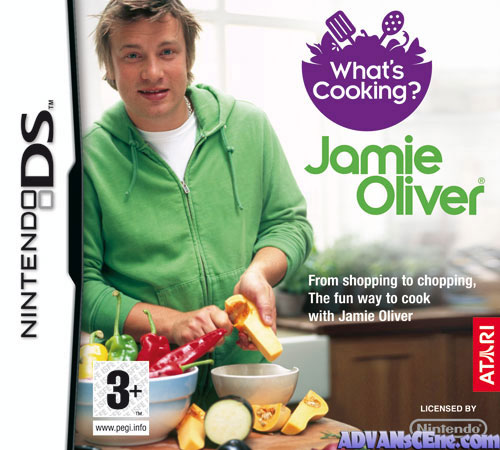 NINTENDO DS™
What's
Cooking?
Jamie
Oliver®
From shopping to chopping,
The fun way to cook
with Jamie Oliver
ATARI
3+
™
www.pegi.info
LICENSED BY
Nintendo
ADVANsCEne.com